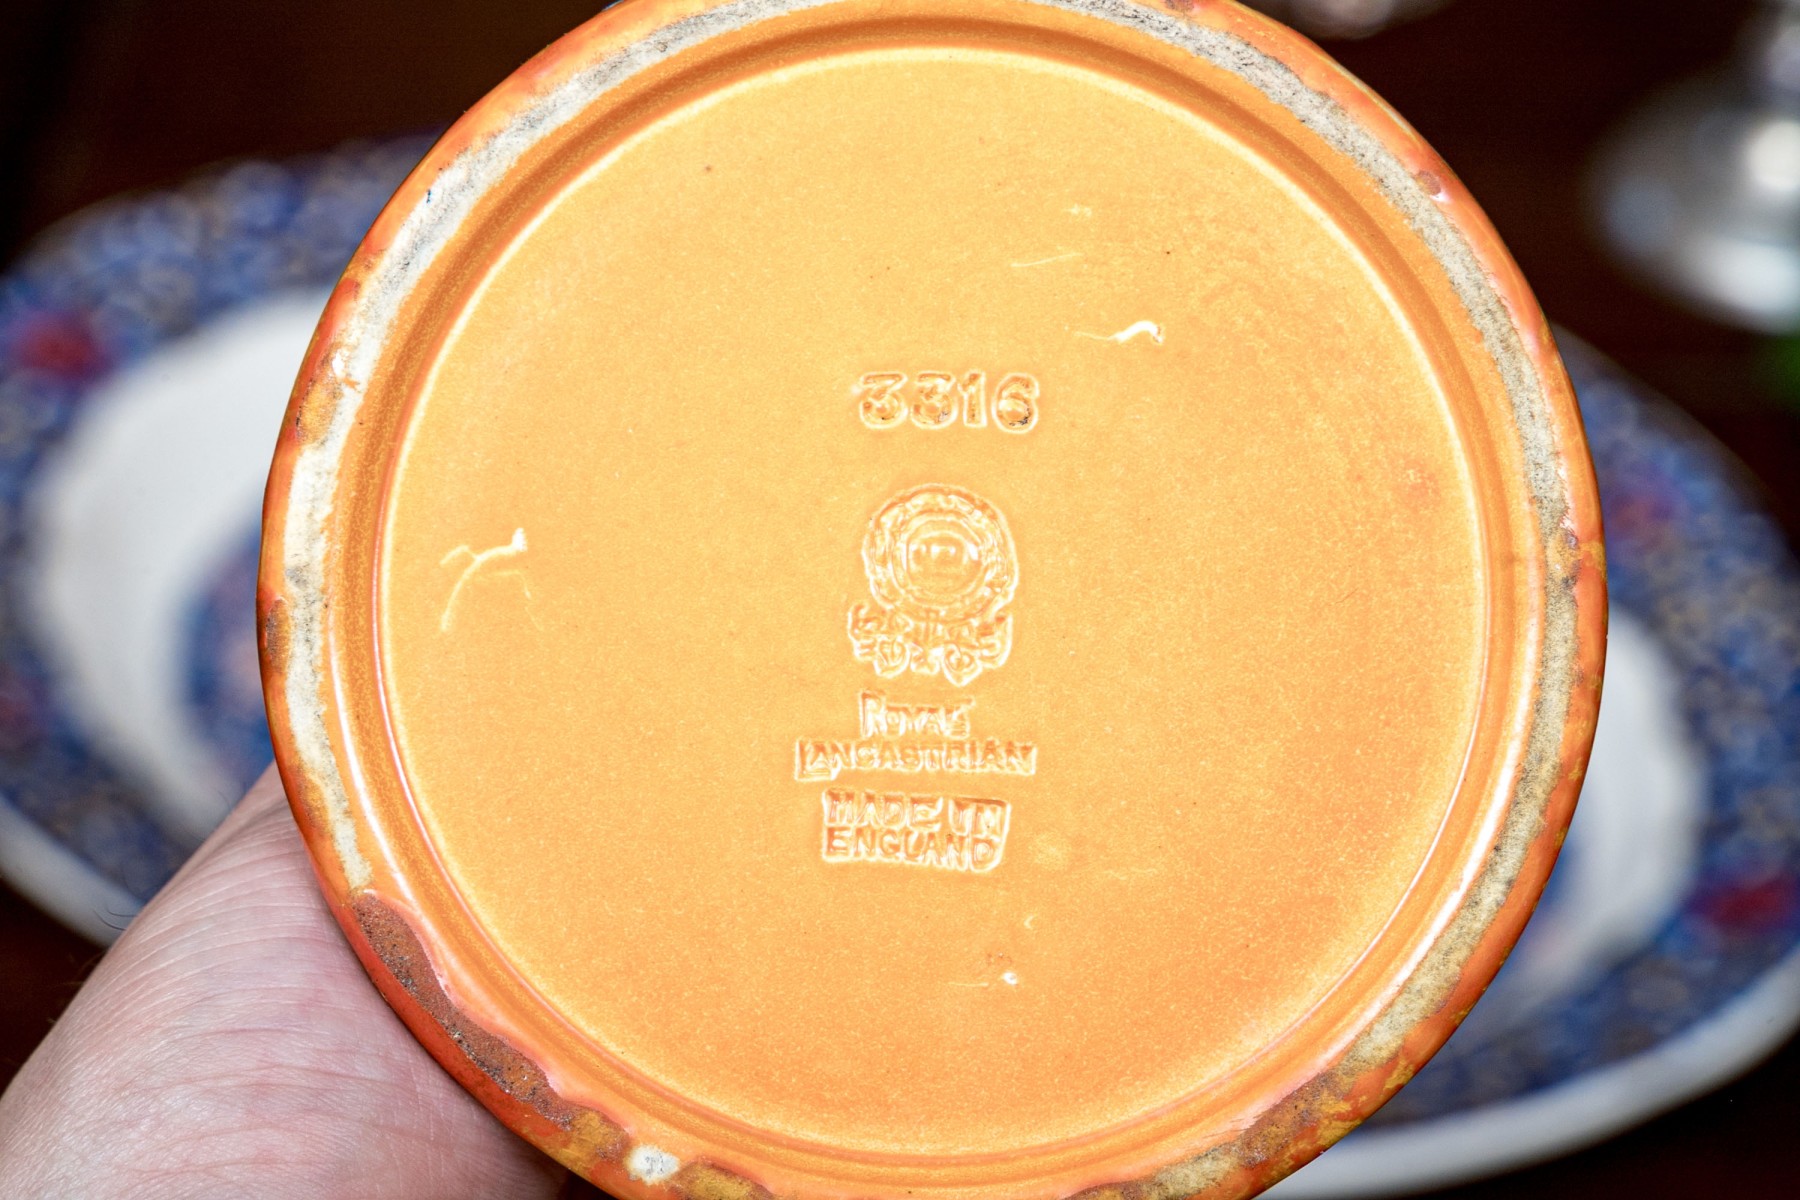 3316
ROYAL
LANCASTRIAN
MADE IN
ENGLAND